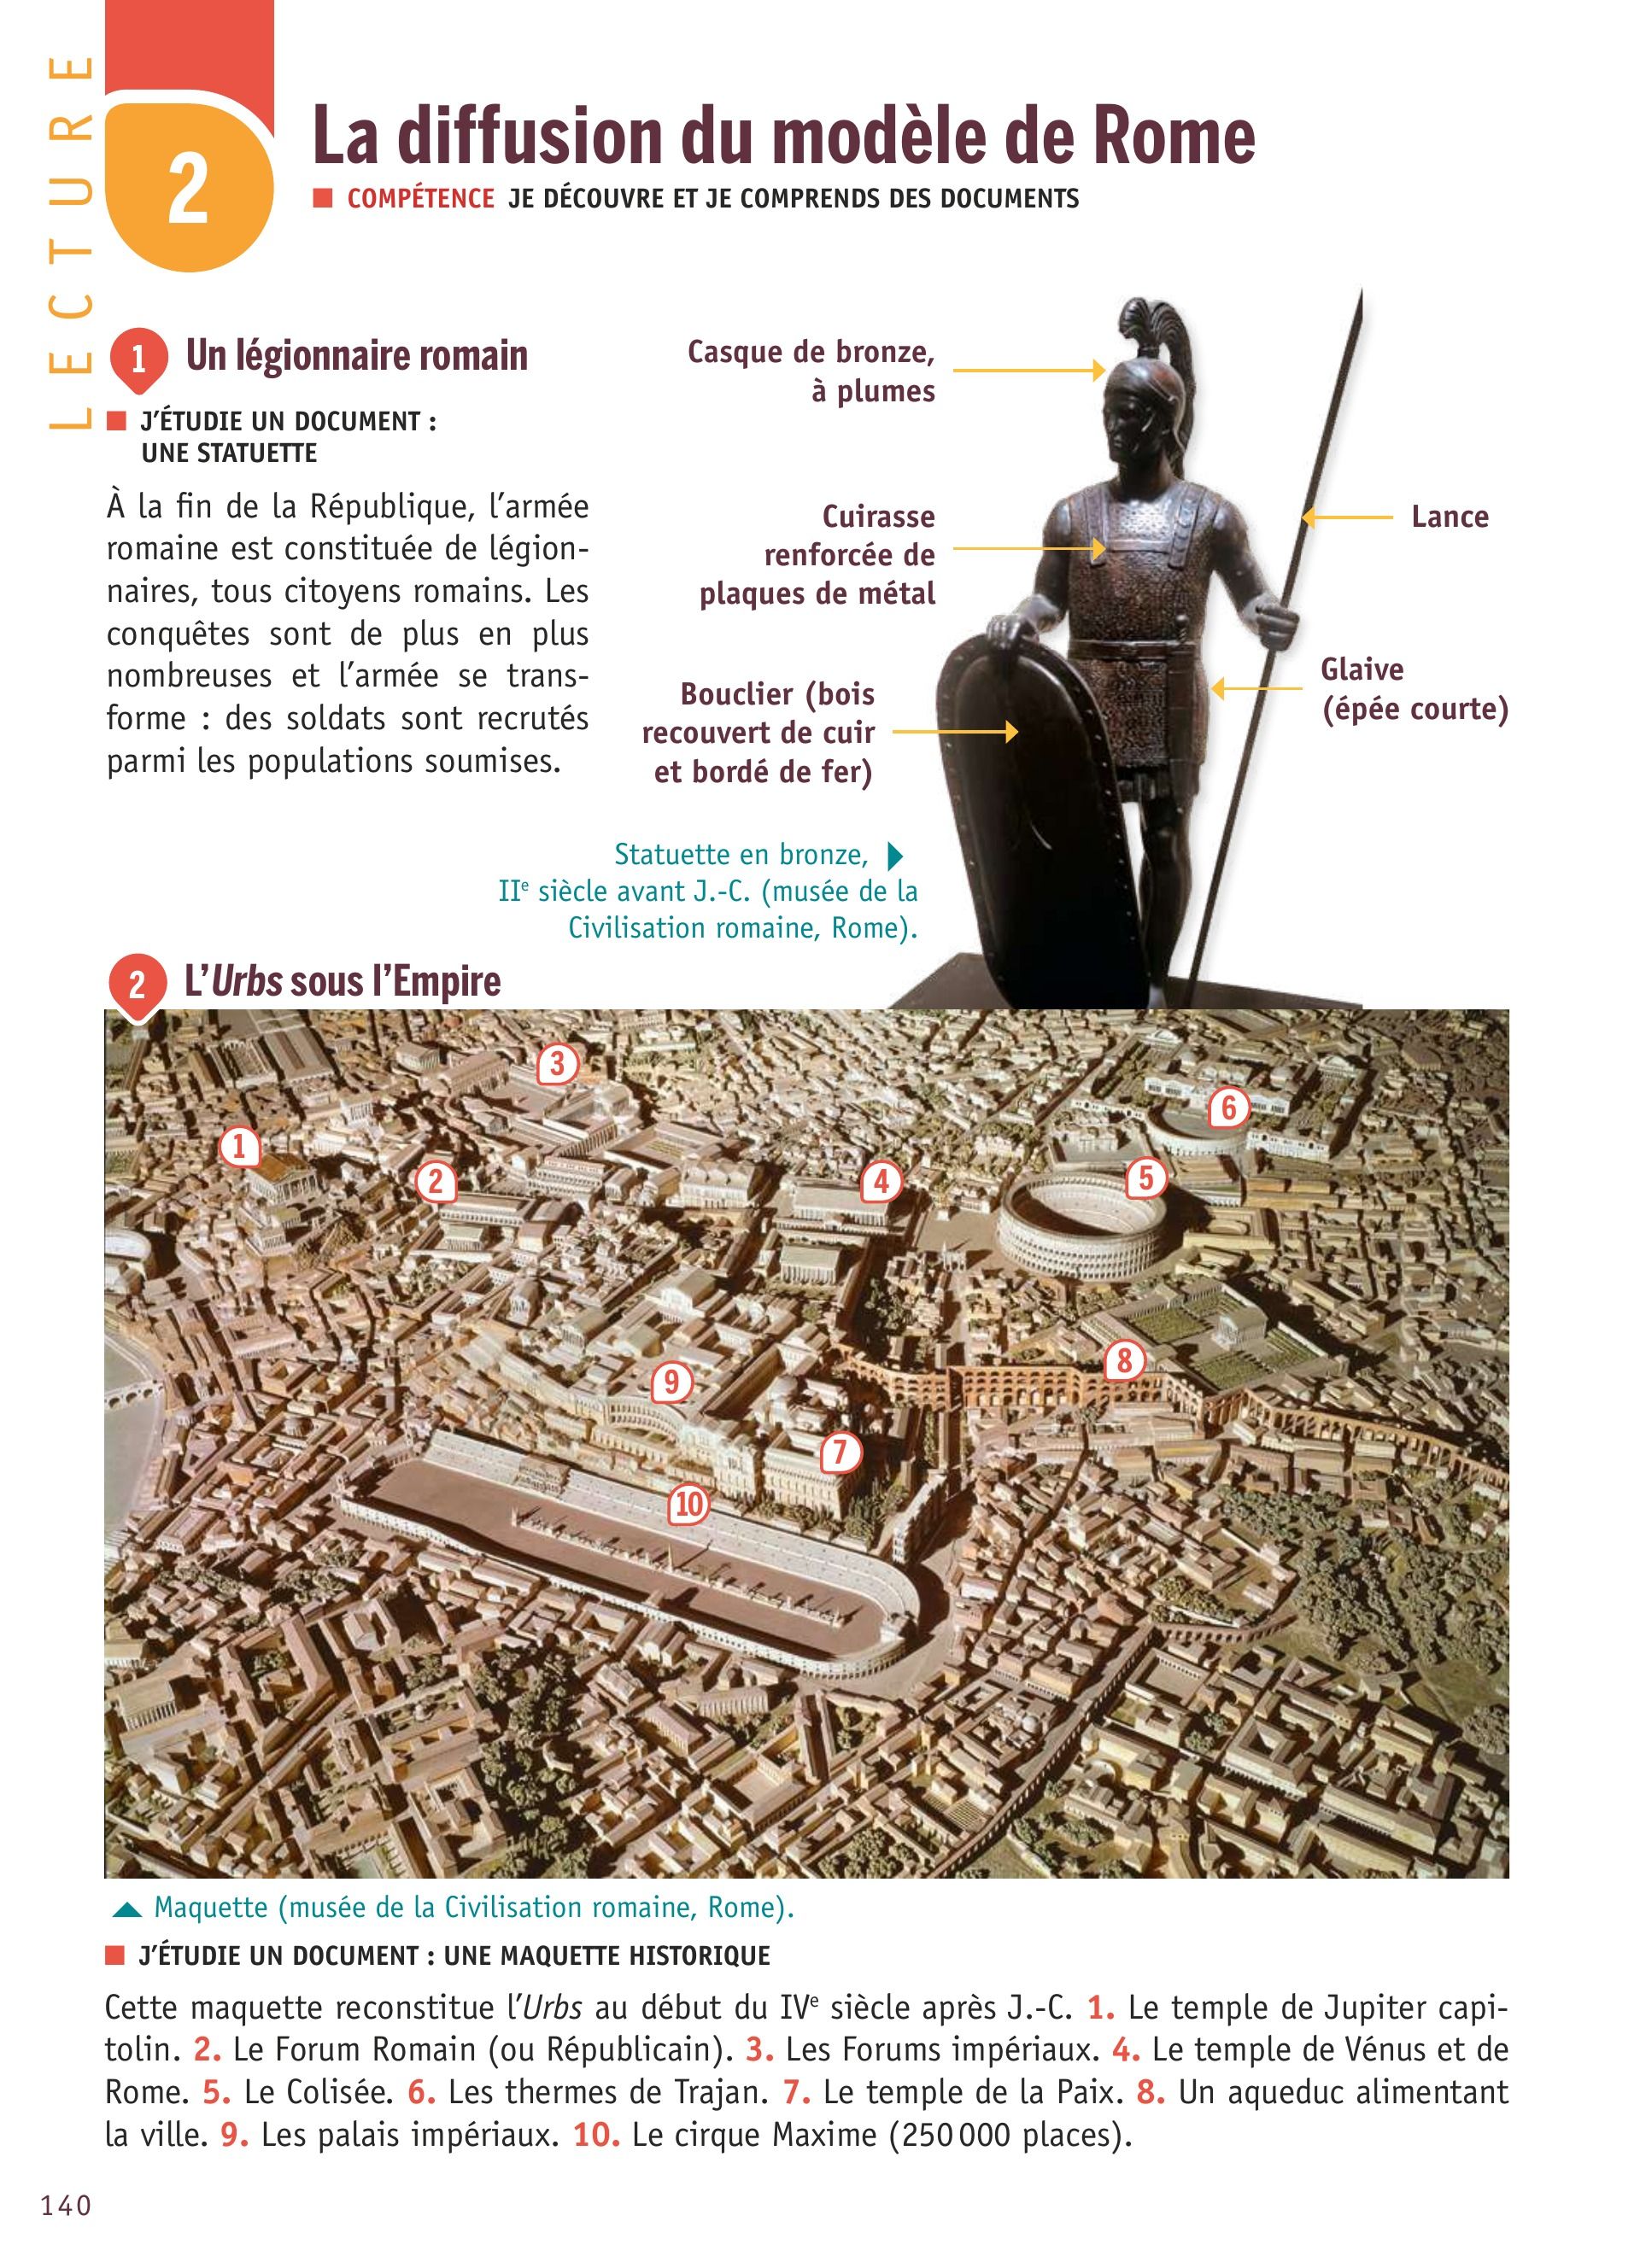 LECTURE
2
La diffusion du modèle de Rome
■ COMPÉTENCE JE DÉCOUVRE ET JE COMPRENDS DES DOCUMENTS
1 Un légionnaire romain
■ J'ÉTUDIE UN DOCUMENT :
UNE STATUETTE
À la fin de la République, l'armée
romaine est constituée de légion-
naires, tous citoyens romains. Les
conquêtes sont de plus en plus
nombreuses et l'armée se trans-
forme : des soldats sont recrutés
parmi les populations soumises.
Casque de bronze,
à plumes
Cuirasse
renforcée de
plaques de métal
Bouclier (bois
recouvert de cuir
et bordé de fer)
Lance
Glaive
(épée courte)
Statuette en bronze,
IIe siècle avant J.-C. (musée de la
Civilisation romaine, Rome).
2 L'Urbs sous l'Empire
3
6
1
2
4
5
8
9
7
10
Maquette (musée de la Civilisation romaine, Rome).
■ J'ÉTUDIE UN DOCUMENT : UNE MAQUETTE HISTORIQUE
Cette maquette reconstitue l'Urbs au début du IVe siècle après J.-C. 1. Le temple de Jupiter capi-
tolin. 2. Le Forum Romain (ou Républicain). 3. Les Forums impériaux. 4. Le temple de Vénus et de
Rome. 5. Le Colisée. 6. Les thermes de Trajan. 7. Le temple de la Paix. 8. Un aqueduc alimentant
la ville. 9. Les palais impériaux. 10. Le cirque Maxime (250 000 places).
140